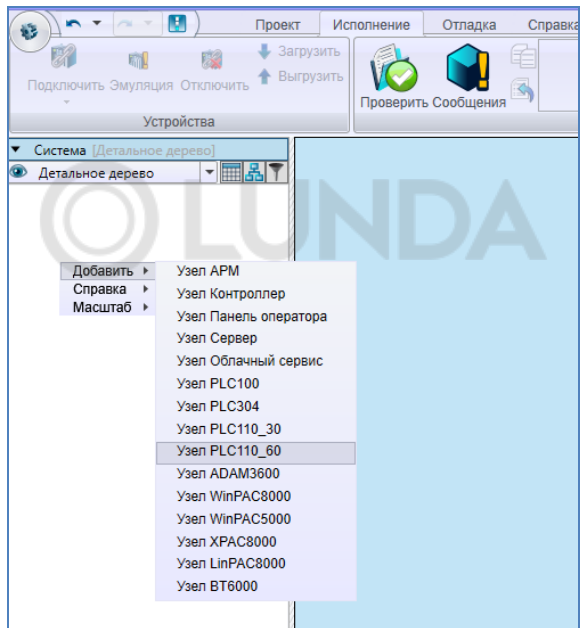 Проект Исполнение Отладка Справка
Подключить Эмуляция Отключить
Загрузить
Выгрузить
Проверить Сообщения
Устройства
Система [Детальное дерево]
Детальное дерево
LUNDA
Добавить
Справка
Масштаб
Узел АРМ
Узел Контроллер
Узел Панель оператора
Узел Сервер
Узел Облачный сервис
Узел PLC100
Узел PLC304
Узел PLC110_30
Узел PLC110_60
Узел ADAM3600
Узел WinPAC8000
Узел WinPAC5000
Узел XPAC8000
Узел LinPAC8000
Узел BT6000